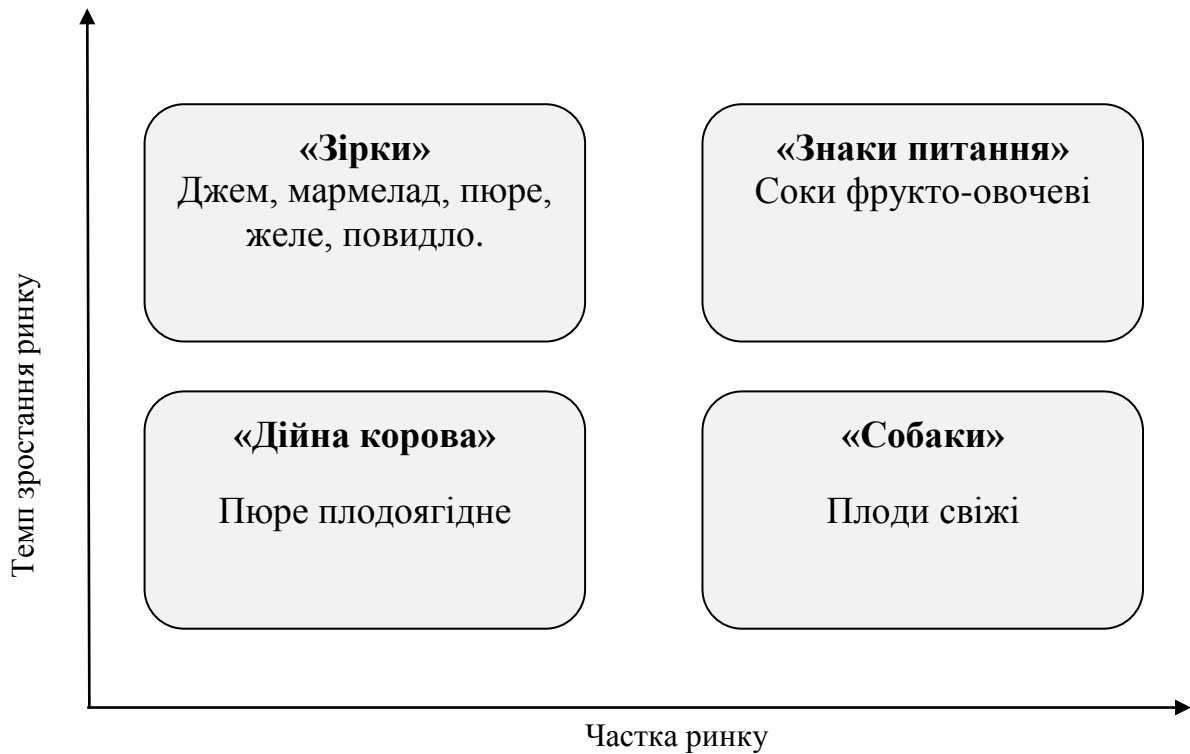 «Зірки»
Джем, мармелад, пюре,
желе, повидло.
«Знаки питання»
Соки фрукто-овочеві
Темп зростання ринку
«Дійна корова»
Пюре плодоягідне
«Собаки»
Плоди свіжі
Частка ринку